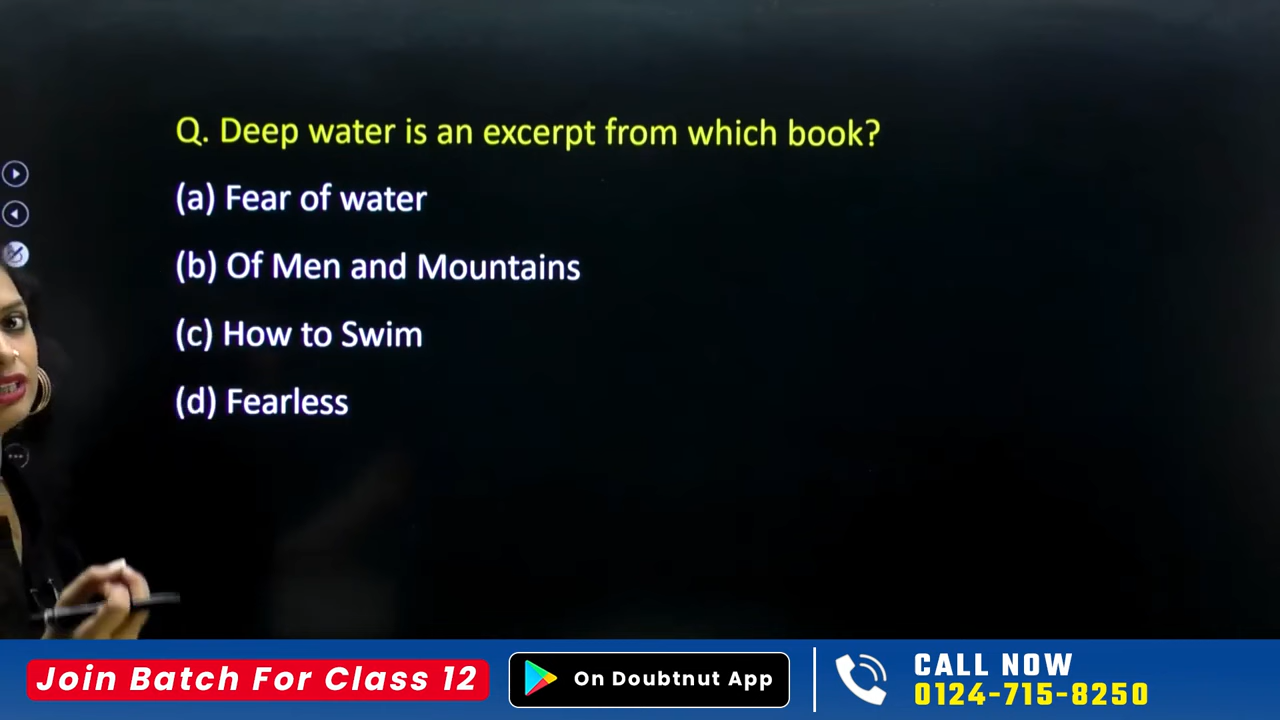 Q. Deep water is an excerpt from which book?
(a) Fear of water
(b) Of Men and Mountains
(c) How to Swim
(d) Fearless
Join Batch For Class 12
On Doubtnut App
CALL NOW
0124-715-8250